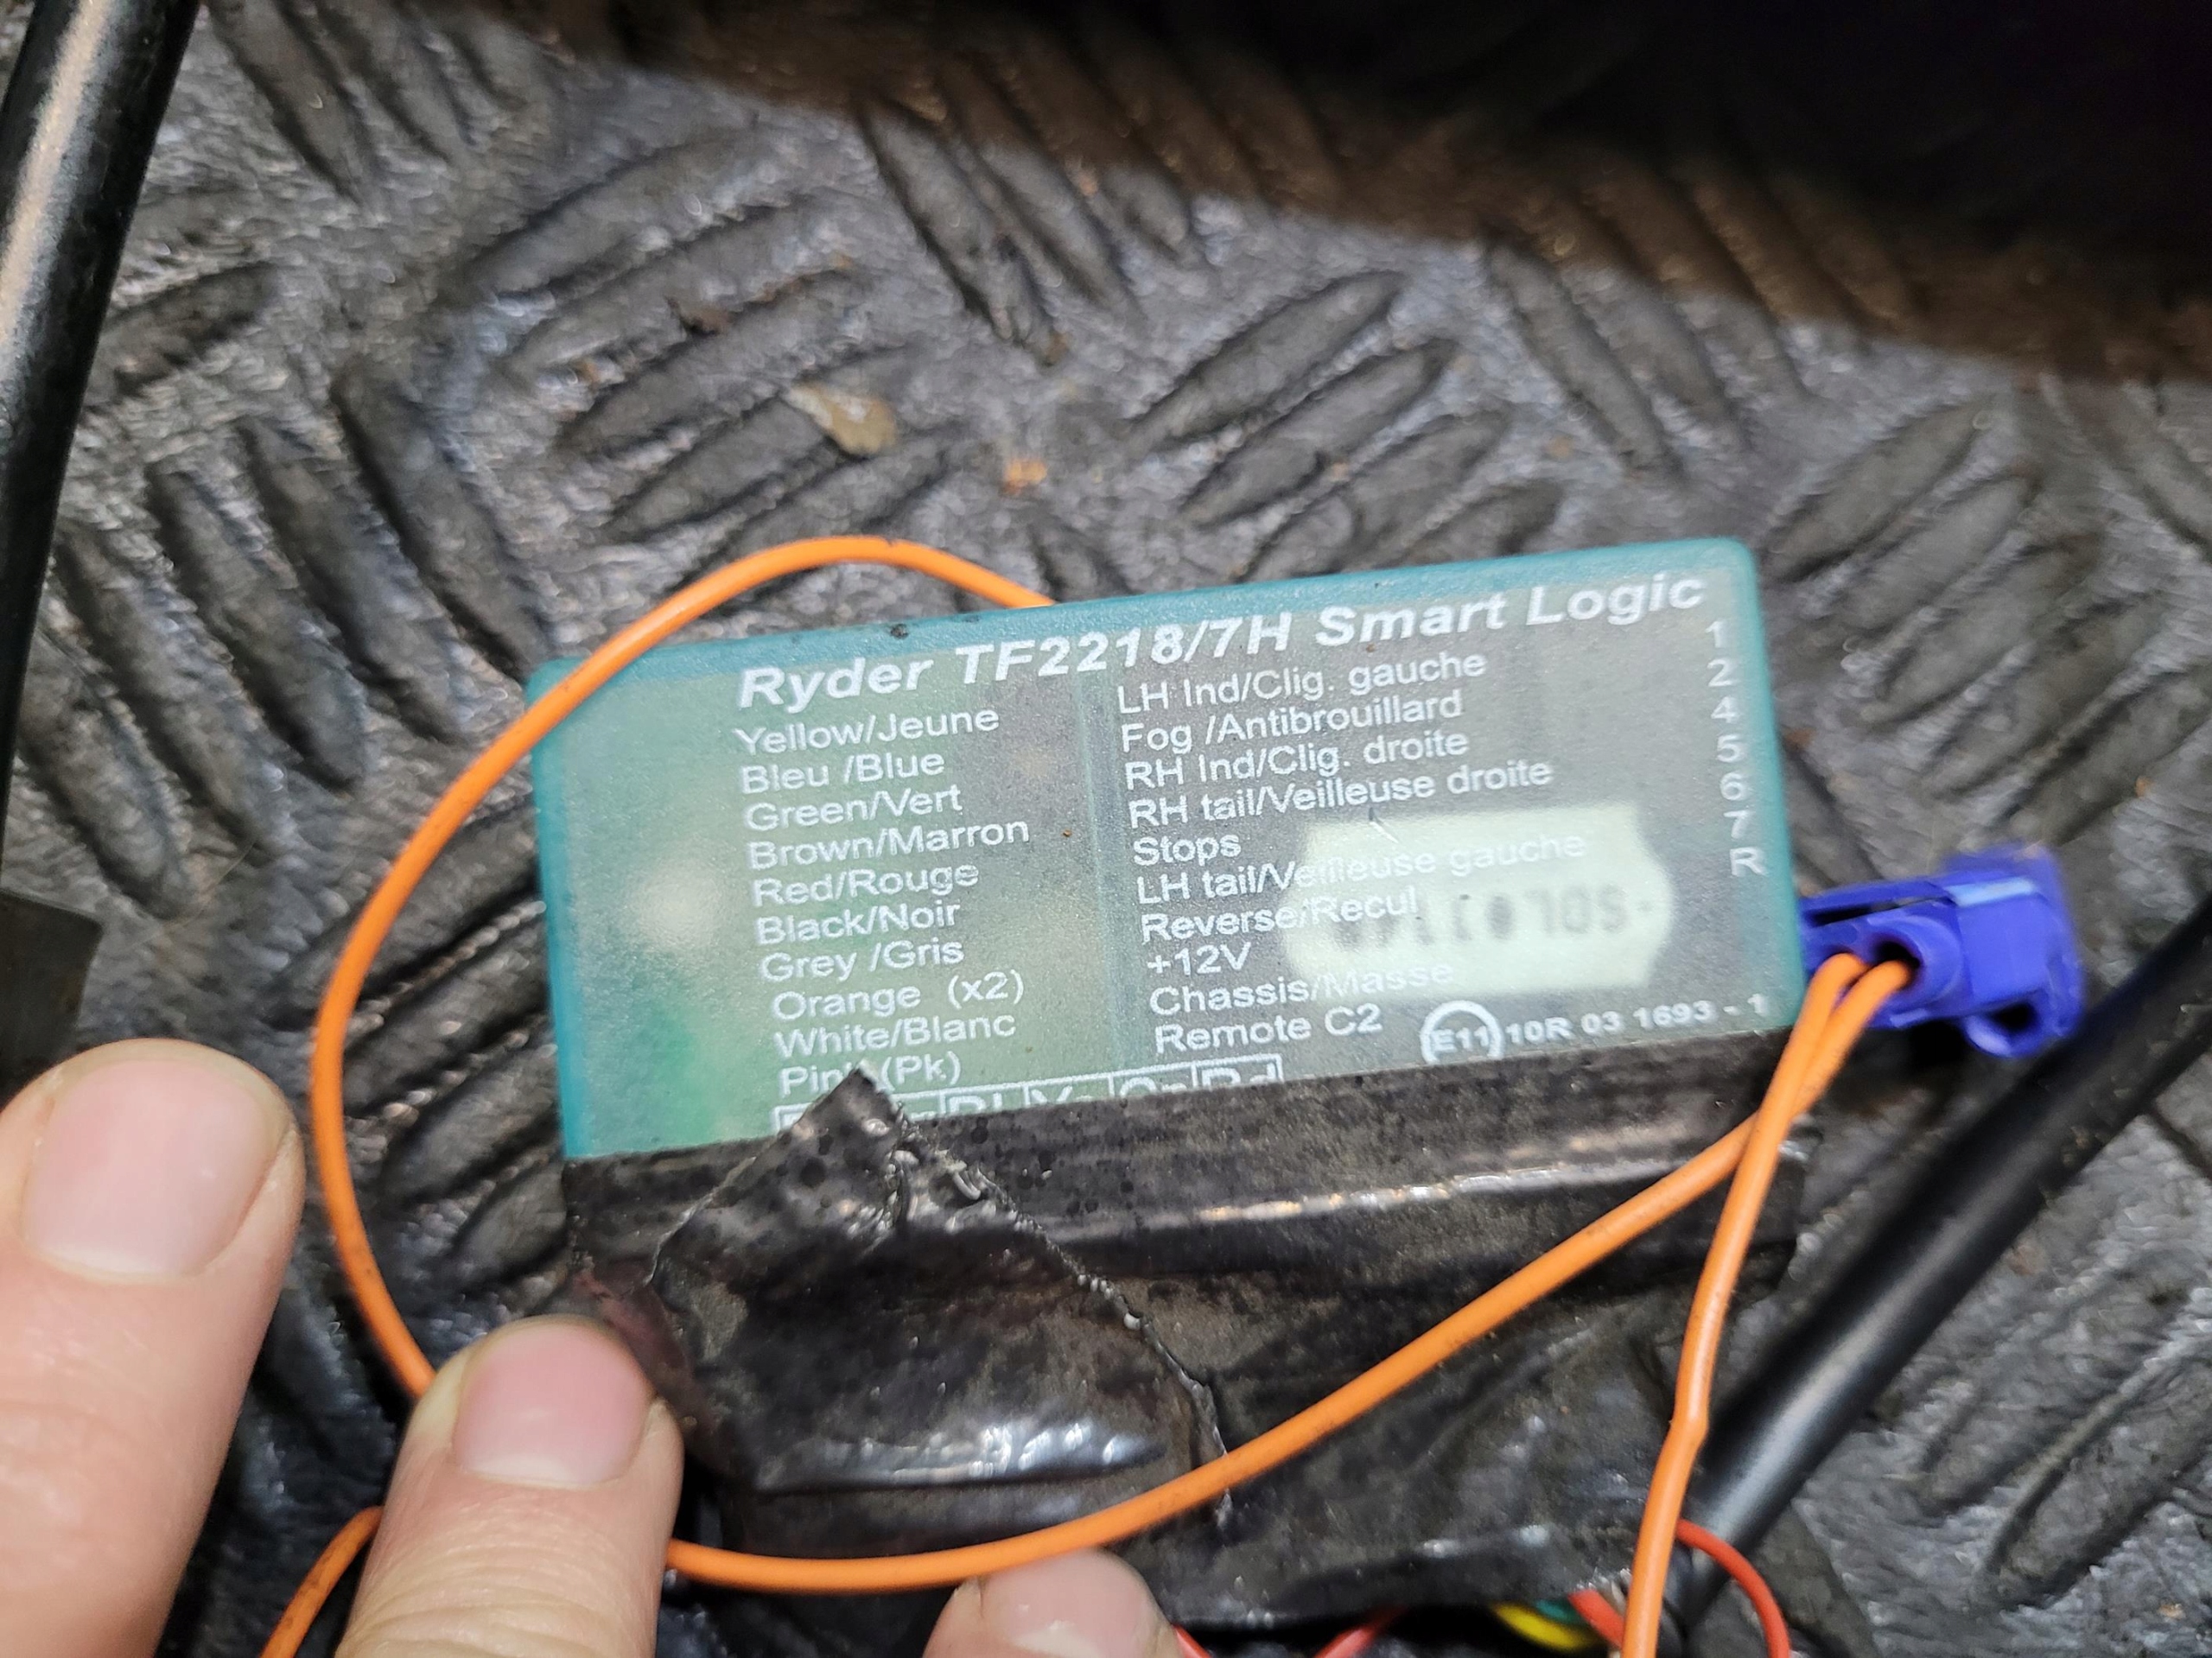 Ryder TF2218/7H Smart Logic
Yellow/Jeune LH Ind/Clig. gauche 1
Bleu /Blue Fog /Antibrouillard 2
Green/Vert RH Ind/Clig. droite 4
Brown/Marron RH tail/Veilleuse droite 5
Red/Rouge Stops 6
Black/Noir LH tail/Veilleuse gauche 7
Grey /Gris Reverse/Recul R
Orange (x2) +12V
White/Blanc Chassis/Masse
Pink (Pk) Remote C2
E11 10R 03 1693 - 1